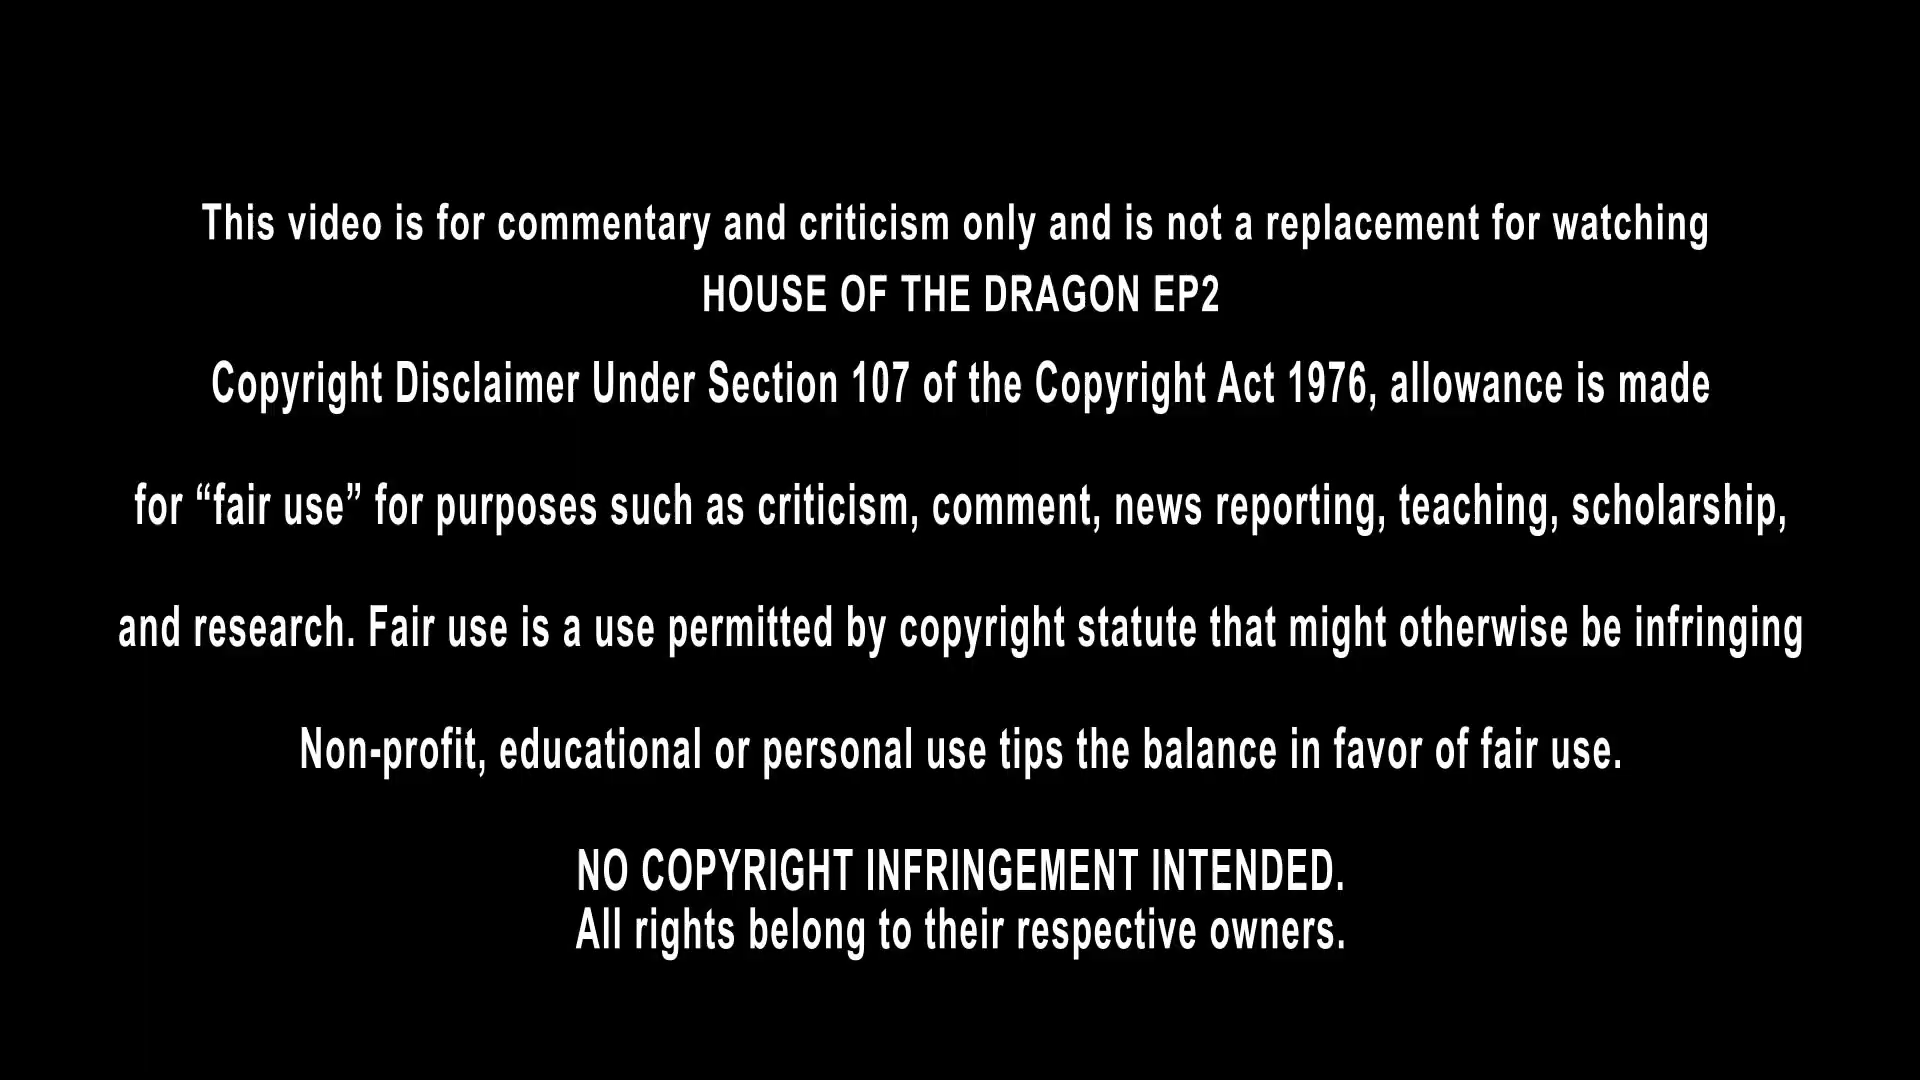 This video is for commentary and criticism only and is not a replacement for watching
HOUSE OF THE DRAGON EP2
Copyright Disclaimer Under Section 107 of the Copyright Act 1976, allowance is made
for “fair use” for purposes such as criticism, comment, news reporting, teaching, scholarship,
and research. Fair use is a use permitted by copyright statute that might otherwise be infringing
Non-profit, educational or personal use tips the balance in favor of fair use.
NO COPYRIGHT INFRINGEMENT INTENDED.
All rights belong to their respective owners.